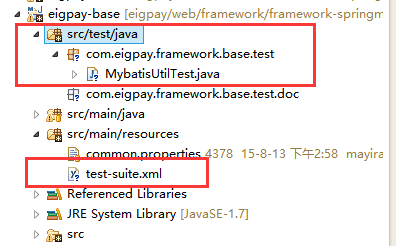 eigpay-base [eigpay/web/framework/framework-springm
src/test/java
com.eigpay.framework.base.test
MybatisUtilTest.java
com.eigpay.framework.base.test.doc
src/main/java
src/main/resources
common.properties 4378 15-8-13 下午2:58 mayira
test-suite.xml
Referenced Libraries
JRE System Library [JavaSE-1.7]
src